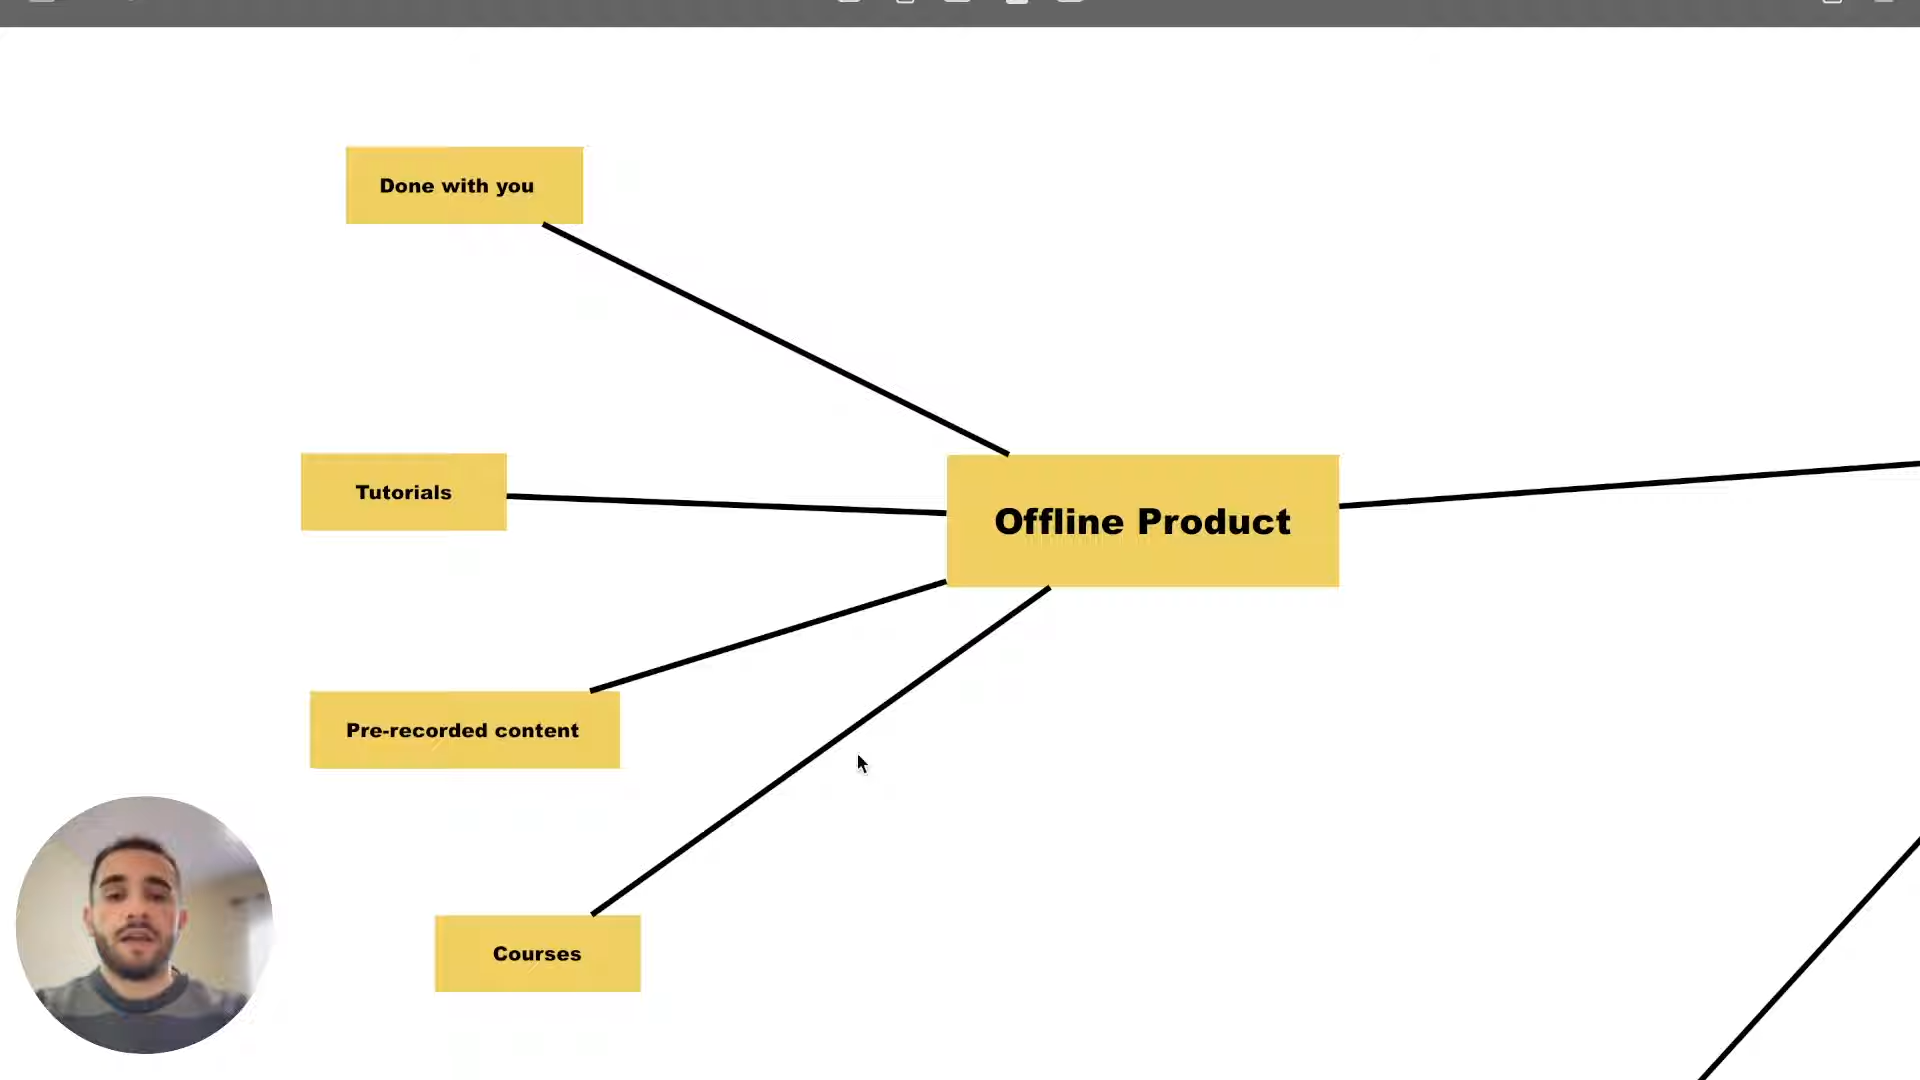 Done with you
Tutorials
Offline Product
Pre-recorded content
Courses